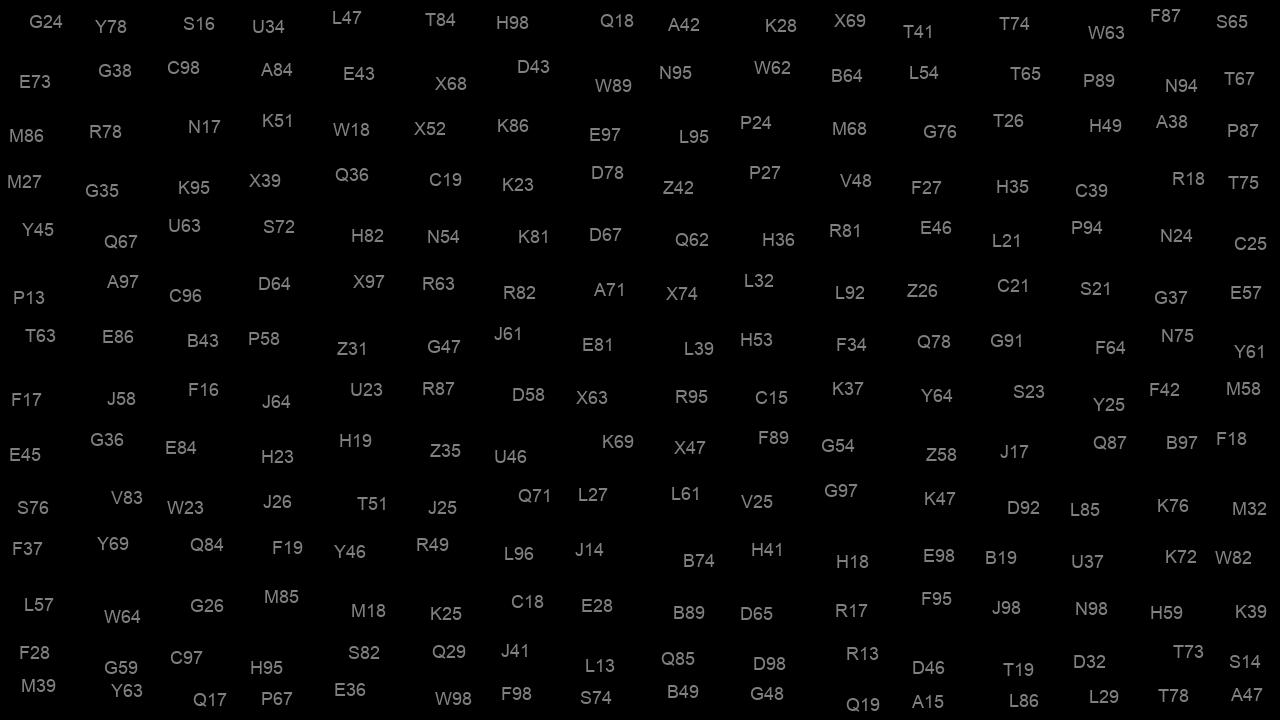 G24 Y78 S16 U34 L47 T84 H98 Q18 A42 K28 X69 T41 T74 W63 F87 S65
E73 G38 C98 A84 E43 X68 D43 W89 N95 W62 B64 L54 T65 P89 N94 T67
M86 R78 N17 K51 W18 X52 K86 E97 L95 P24 M68 G76 T26 H49 A38 P87
M27 G35 K95 X39 Q36 C19 K23 D78 Z42 P27 V48 F27 H35 C39 R18 T75
Y45 Q67 U63 S72 H82 N54 K81 D67 Q62 H36 R81 E46 L21 P94 N24 C25
P13 A97 C96 D64 X97 R63 R82 A71 X74 L32 L92 Z26 C21 S21 G37 E57
T63 E86 B43 P58 Z31 G47 J61 E81 L39 H53 F34 Q78 G91 F64 N75 Y61
F17 J58 F16 J64 U23 R87 D58 X63 R95 C15 K37 Y64 S23 Y25 F42 M58
E45 G36 E84 H23 H19 Z35 U46 K69 X47 F89 G54 Z58 J17 Q87 B97 F18
S76 V83 W23 J26 T51 J25 Q71 L27 L61 V25 G97 K47 D92 L85 K76 M32
F37 Y69 Q84 F19 Y46 R49 L96 J14 B74 H41 H18 E98 B19 U37 K72 W82
L57 W64 G26 M85 M18 K25 C18 E28 B89 D65 R17 F95 J98 N98 H59 K39
F28 G59 C97 H95 S82 Q29 J41 L13 Q85 D98 R13 D46 T19 D32 T73 S14
M39 Y63 Q17 P67 E36 W98 F98 S74 B49 G48 Q19 A15 L86 L29 T78 A47